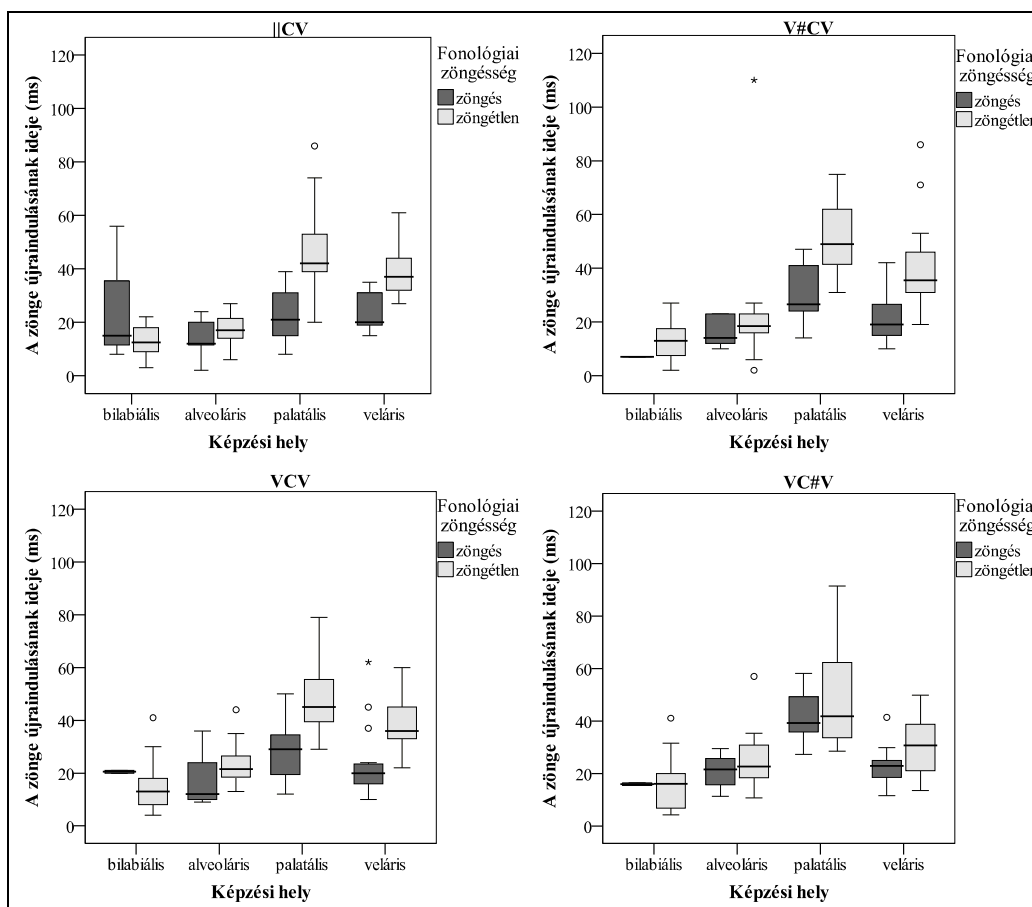 ||CV
A zönge újraindulásának ideje (ms)
120
100
80
60
40
20
0
bilabiális
alveoláris
palatális
veláris
Képzési hely
Fonológiai
zöngésség
zöngés
zöngétlen
V#CV
A zönge újraindulásának ideje (ms)
120
100
80
60
40
20
0
bilabiális
alveoláris
palatális
veláris
Képzési hely
Fonológiai
zöngésség
zöngés
zöngétlen
VCV
A zönge újraindulásának ideje (ms)
120
100
80
60
40
20
0
bilabiális
alveoláris
palatális
veláris
Képzési hely
Fonológiai
zöngésség
zöngés
zöngétlen
VC#V
A zönge újraindulásának ideje (ms)
120
100
80
60
40
20
0
bilabiális
alveoláris
palatális
veláris
Képzési hely
Fonológiai
zöngésség
zöngés
zöngétlen